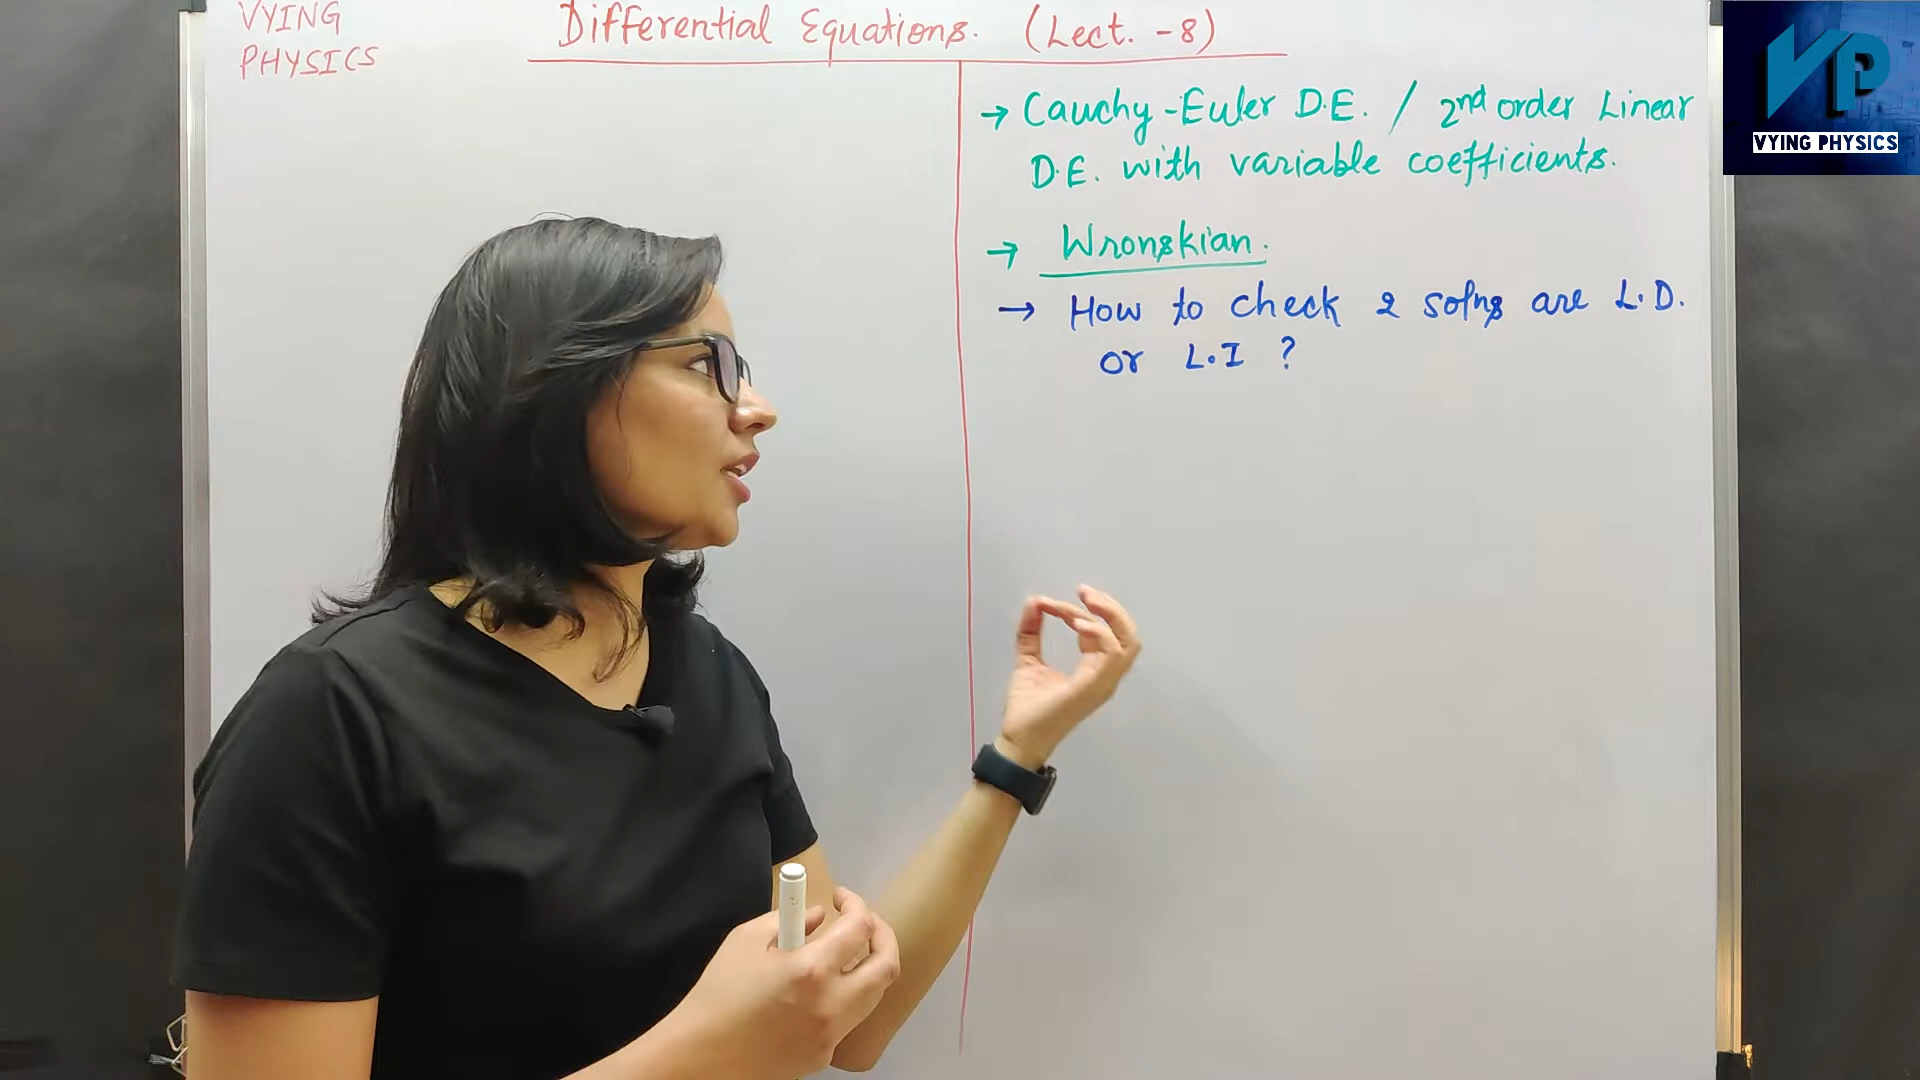 VYING
PHYSICS
Differential Equations. (Lect. - 8)
→ Cauchy-Euler D.E. / 2nd order Linear
D.E. with variable coefficients.
→ Wronskian.
→ How to check 2 solns are L.D.
or L.I ?
VP
VYING PHYSICS